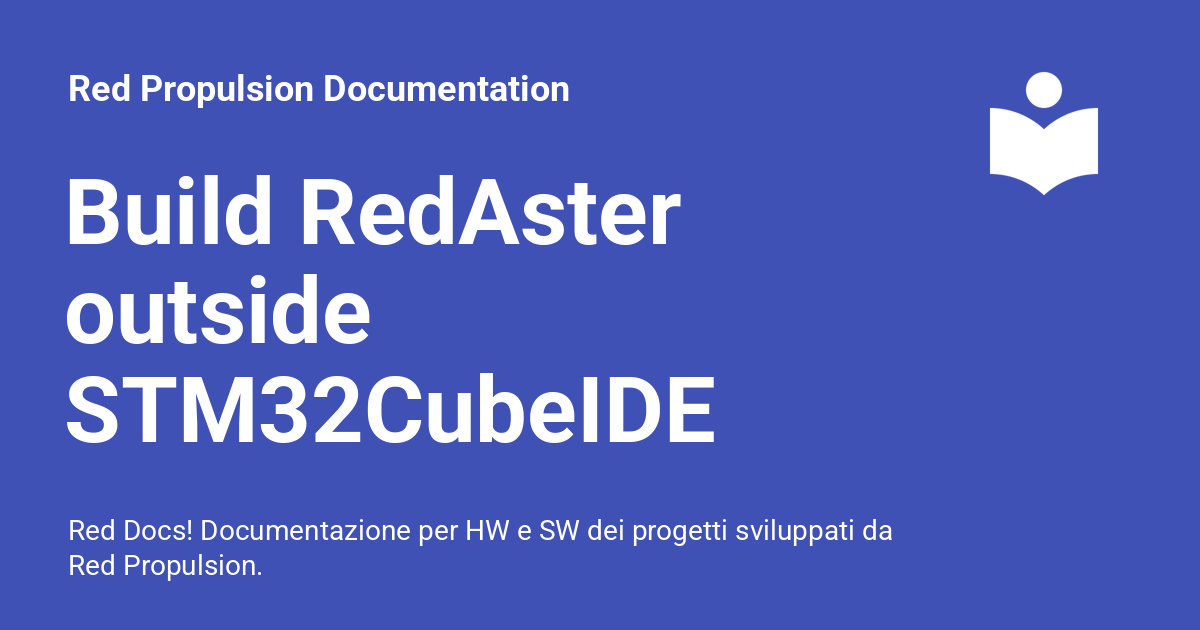 Red Propulsion Documentation
Build RedAster
outside
STM32CubeIDE
Red Docs! Documentazione per HW e SW dei progetti sviluppati da
Red Propulsion.